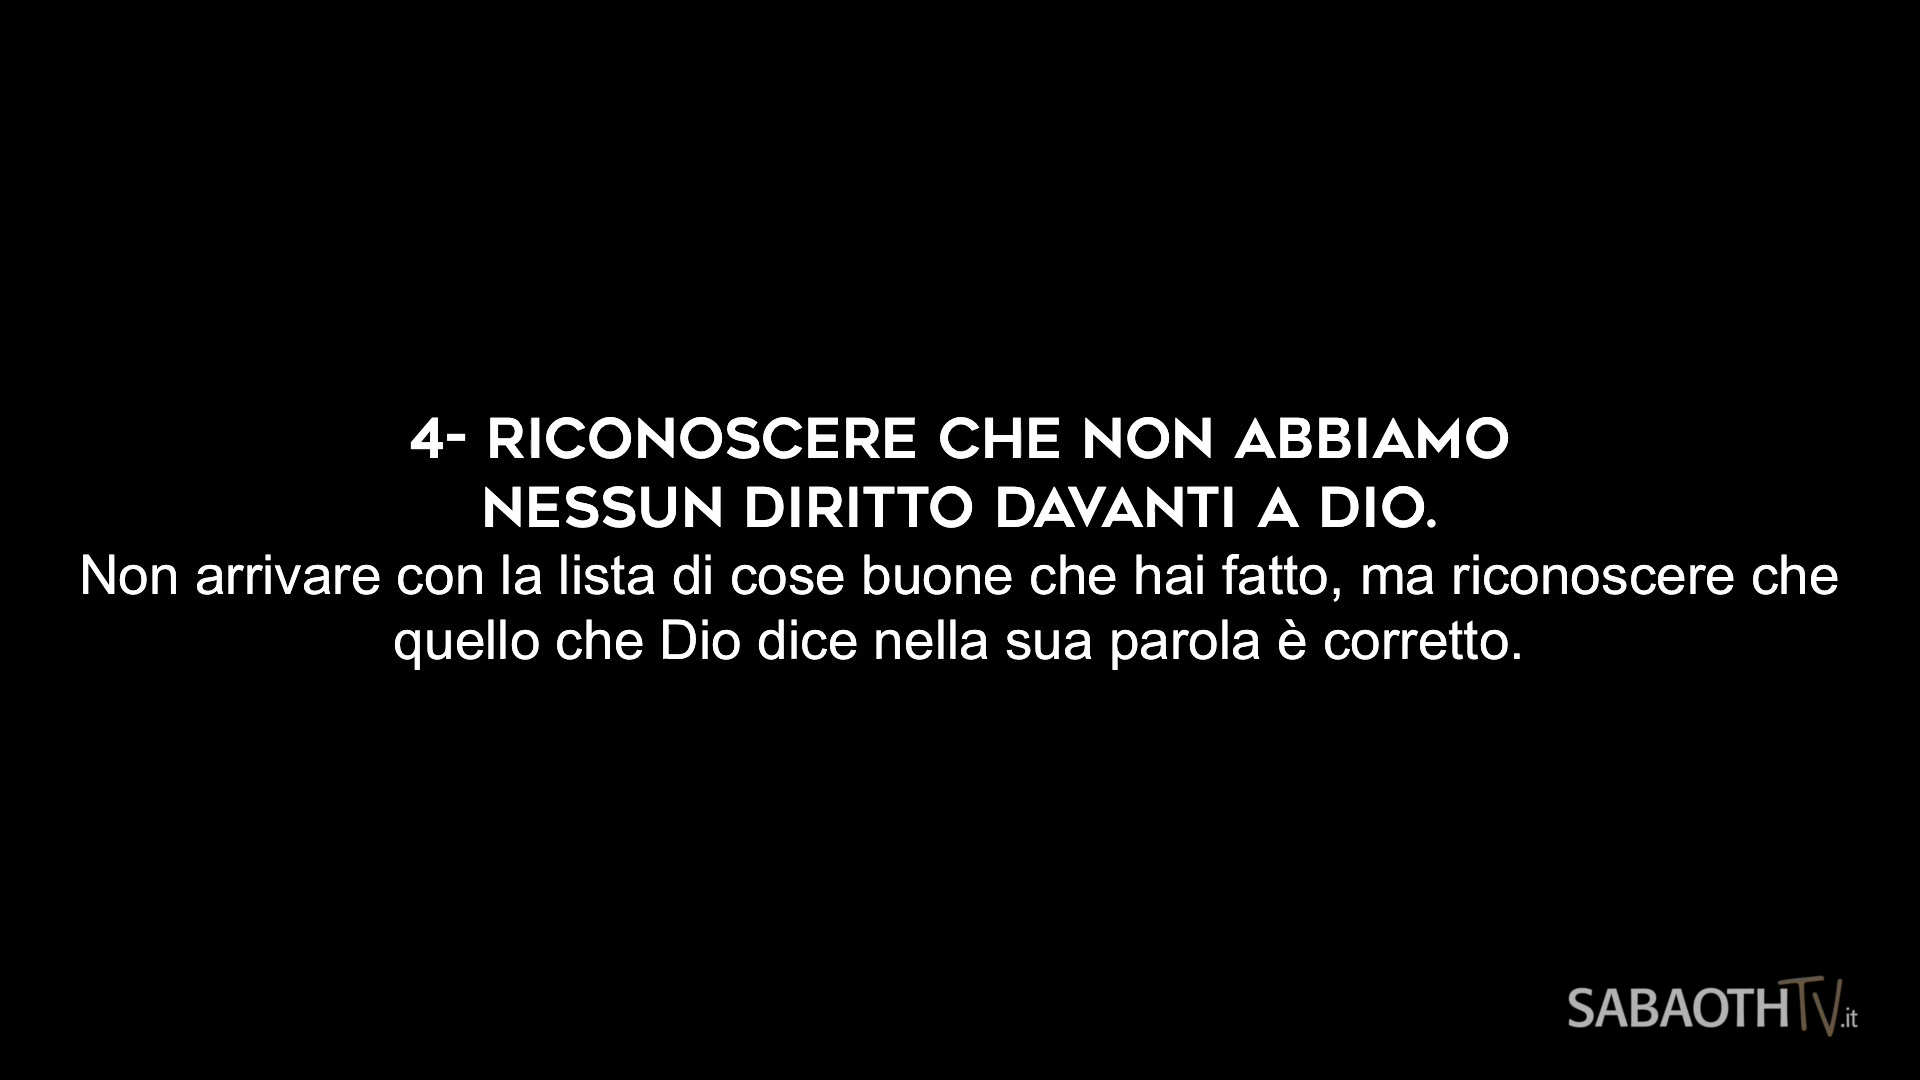 4- RICONOSCERE CHE NON ABBIAMO
NESSUN DIRITTO DAVANTI A DIO.
Non arrivare con la lista di cose buone che hai fatto, ma riconoscere che
quello che Dio dice nella sua parola è corretto.
SABAOTHTV.it